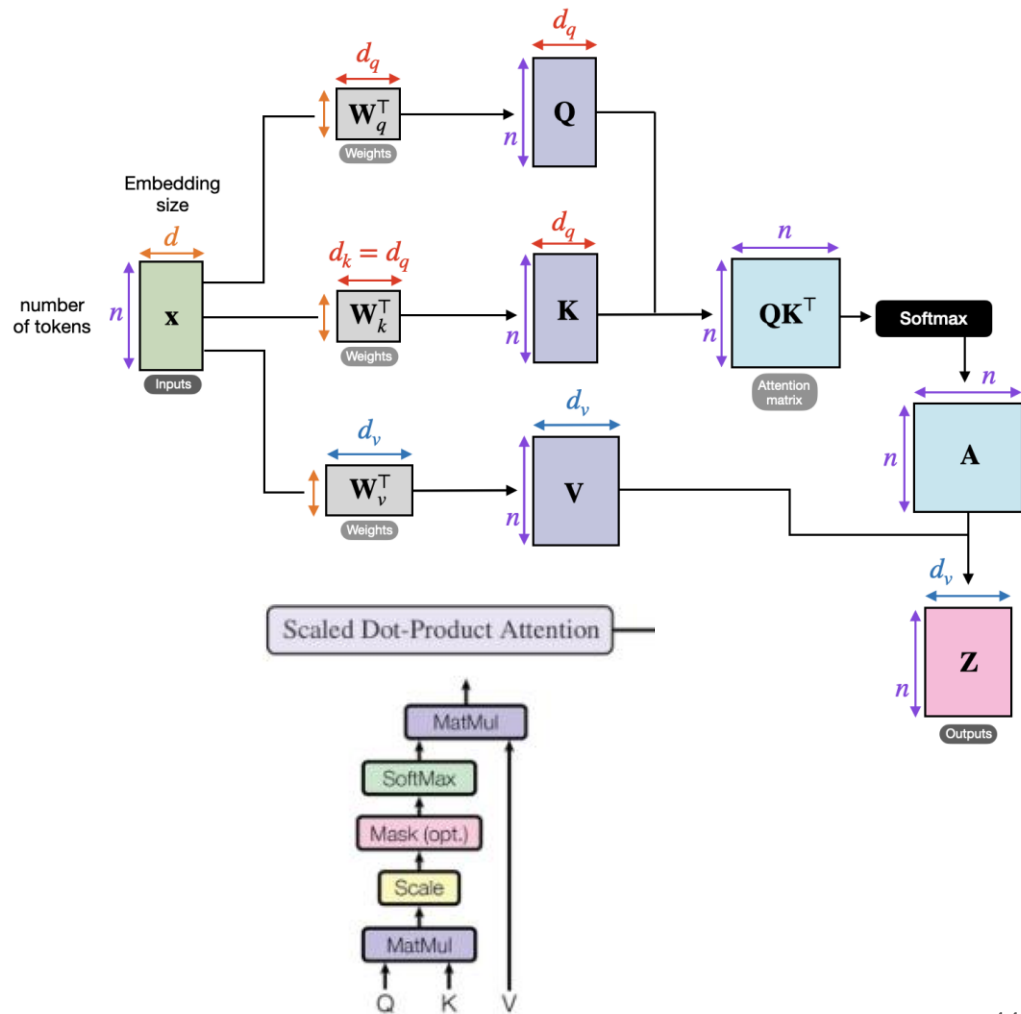 d_q
d_q
W_q^⊤
Weights
n
Q
Embedding
size
d
number
of tokens
n
x
Inputs
d_k = d_q
W_k^⊤
Weights
d_q
n
K
n
n
QK^⊤
Attention
matrix
Softmax
d_v
W_v^⊤
Weights
d_v
n
V
n
n
A
d_v
n
Z
Outputs
Scaled Dot-Product Attention
MatMul
SoftMax
Mask (opt.)
Scale
MatMul
Q K V